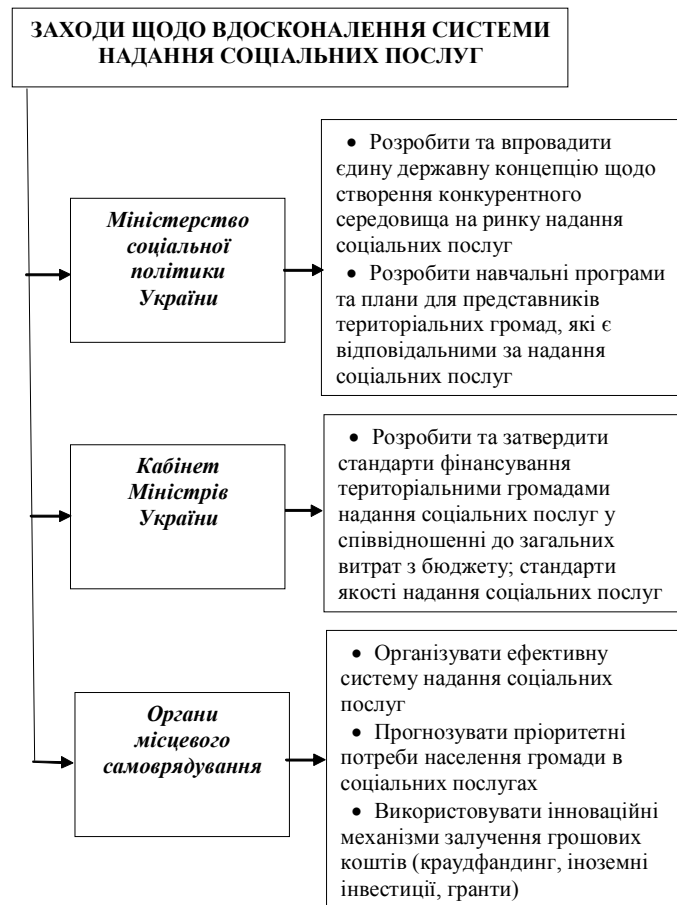 ЗАХОДИ ЩОДО ВДОСКОНАЛЕННЯ СИСТЕМИ
НАДАННЯ СОЦІАЛЬНИХ ПОСЛУГ
Міністерство
соціальної
політики
України
• Розробити та впровадити
єдину державну концепцію щодо
створення конкурентного
середовища на ринку надання
соціальних послуг
• Розробити навчальні програми
та плани для представників
територіальних громад, які є
відповідальними за надання
соціальних послуг
Кабінет
Міністрів
України
• Розробити та затвердити
стандарти фінансування
територіальними громадами
надання соціальних послуг у
співвідношенні до загальних
витрат з бюджету; стандарти
якості надання соціальних послуг
Органи
місцевого
самоврядування
• Організувати ефективну
систему надання соціальних
послуг
• Прогнозувати пріоритетні
потреби населення громади в
соціальних послугах
• Використовувати інноваційні
механізми залучення грошових
коштів (краудфандинг, іноземні
інвестиції, гранти)